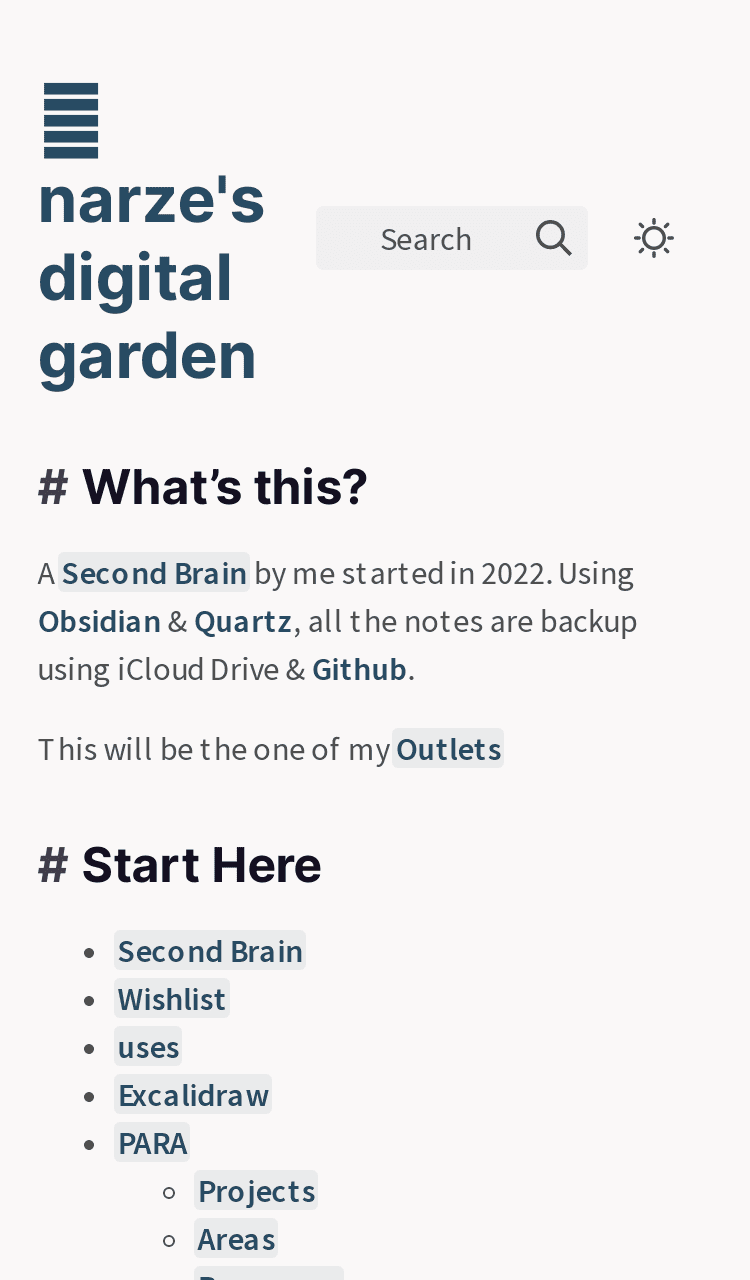 narze's
digital
garden
Search
# What’s this?
A Second Brain by me started in 2022. Using
Obsidian & Quartz, all the notes are backup
using iCloud Drive & Github.
This will be the one of my Outlets
# Start Here
Second Brain
Wishlist
uses
Excalidraw
PARA
Projects
Areas